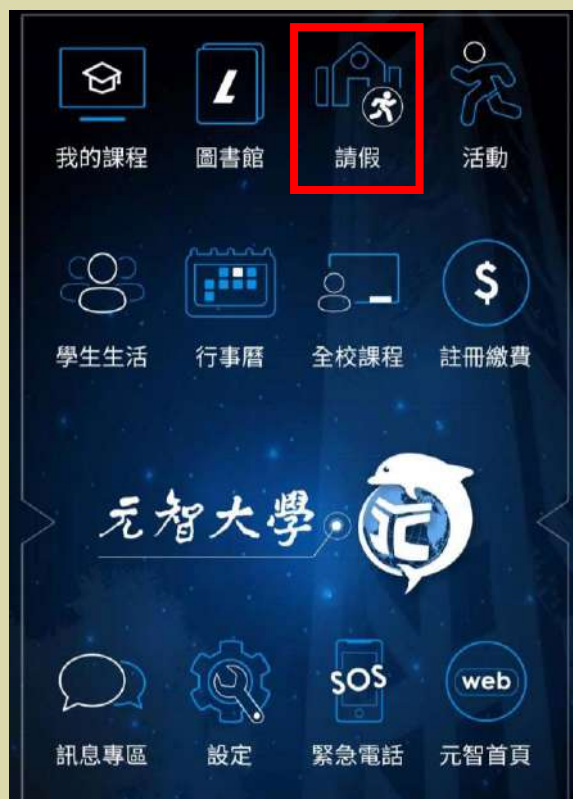 我的課程 圖書館 請假 活動
學生生活 行事曆 全校課程 註冊繳費
元智大學
SOS web
訊息專區 設定 緊急電話 元智首頁